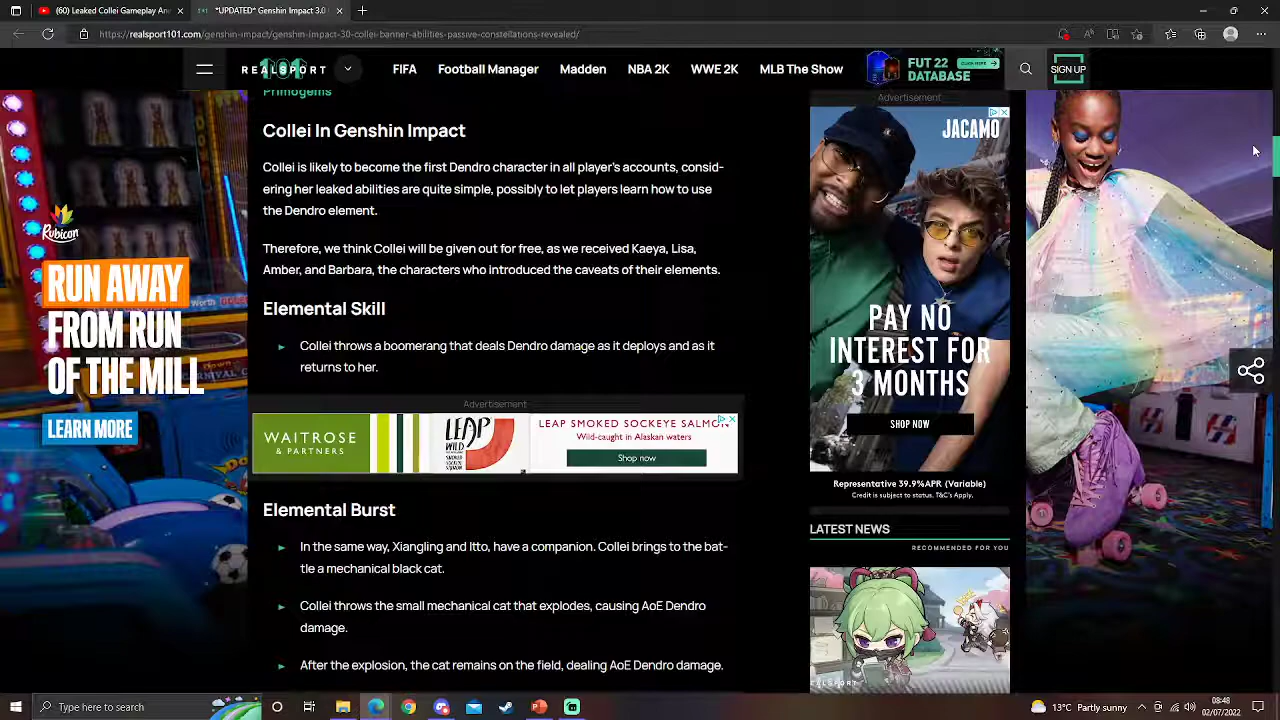 (60) Leaked Collei Gameplay An
*UPDATED* Genshin Impact 3.0
https://realsport101.com/genshin-impact/genshin-impact-30-collei-banner-abilities-passive-constellations-revealed/
REALSPORT
101
FIFA
Football Manager
Madden
NBA 2K
WWE 2K
MLB The Show
FUT 22
DATABASE
SIGN UP
Primogems
Collei In Genshin Impact
Collei is likely to become the first Dendro character in all player's accounts, consid-
ering her leaked abilities are quite simple, possibly to let players learn how to use
the Dendro element.
Therefore, we think Collei will be given out for free, as we received Kaeya, Lisa,
Amber, and Barbara, the characters who introduced the caveats of their elements.
Elemental Skill
Collei throws a boomerang that deals Dendro damage as it deploys and as it
returns to her.
Advertisement
WAITROSE
& PARTNERS
LEAP
WILD
LEAP SMOKED SOCKEYE SALMON
Wild-caught in Alaskan waters
Shop now
Elemental Burst
In the same way, Xiangling and Itto, have a companion. Collei brings to the bat-
tle a mechanical black cat.
Collei throws the small mechanical cat that explodes, causing AoE Dendro
damage.
After the explosion, the cat remains on the field, dealing AoE Dendro damage.
Rubicon
RUN AWAY
FROM RUN
OF THE MILL
LEARN MORE
Advertisement
JACAMO
PAY NO
INTEREST FOR
3 MONTHS
SHOP NOW
Representative 39.9%APR (Variable)
Credit is subject to status. T&C's Apply.
LATEST NEWS
RECOMMENDED FOR YOU
Type here to search
13°C Partly sunny
08:48
02/07/2022